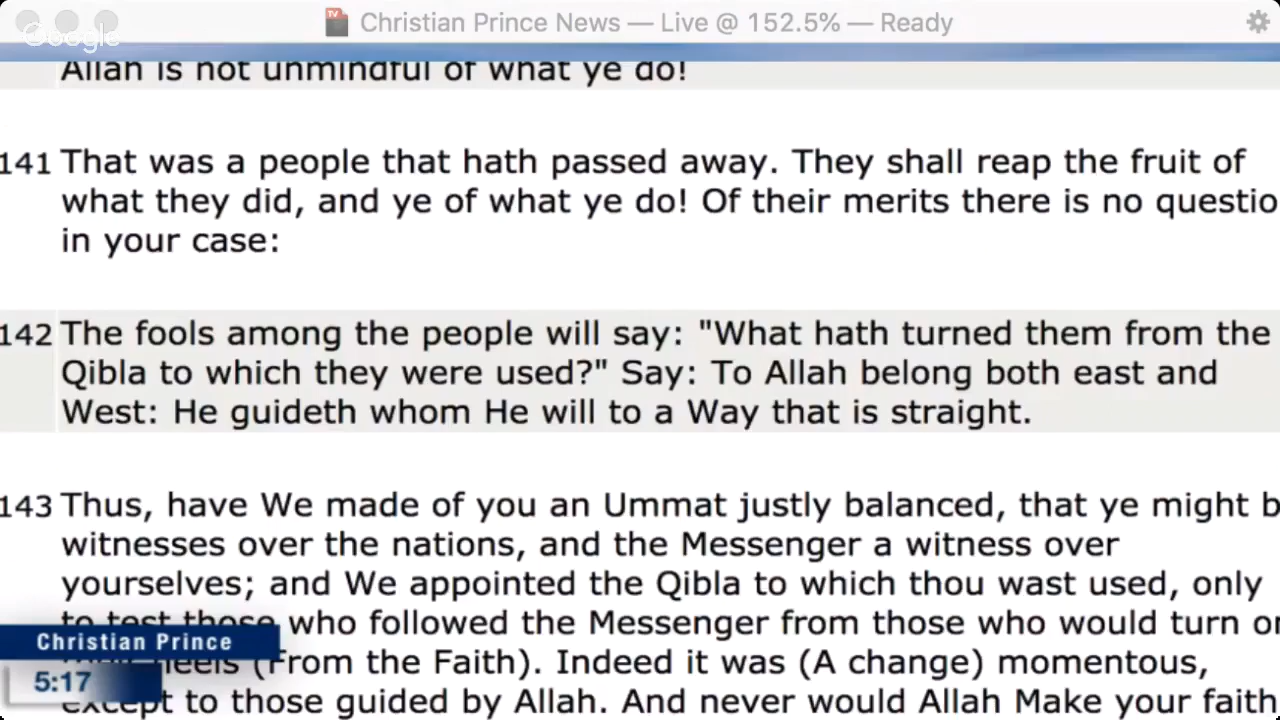 Christian Prince News — Live @ 152.5% — Ready
Google
Allah is not unmindful of what ye do!
141 That was a people that hath passed away. They shall reap the fruit of
what they did, and ye of what ye do! Of their merits there is no questio
in your case:
142 The fools among the people will say: "What hath turned them from the
Qibla to which they were used?" Say: To Allah belong both east and
West: He guideth whom He will to a Way that is straight.
143 Thus, have We made of you an Ummat justly balanced, that ye might b
witnesses over the nations, and the Messenger a witness over
yourselves; and We appointed the Qibla to which thou wast used, only
to test those who followed the Messenger from those who would turn on
heels (From the Faith). Indeed it was (A change) momentous,
except to those guided by Allah. And never would Allah Make your faith
Christian Prince
5:17